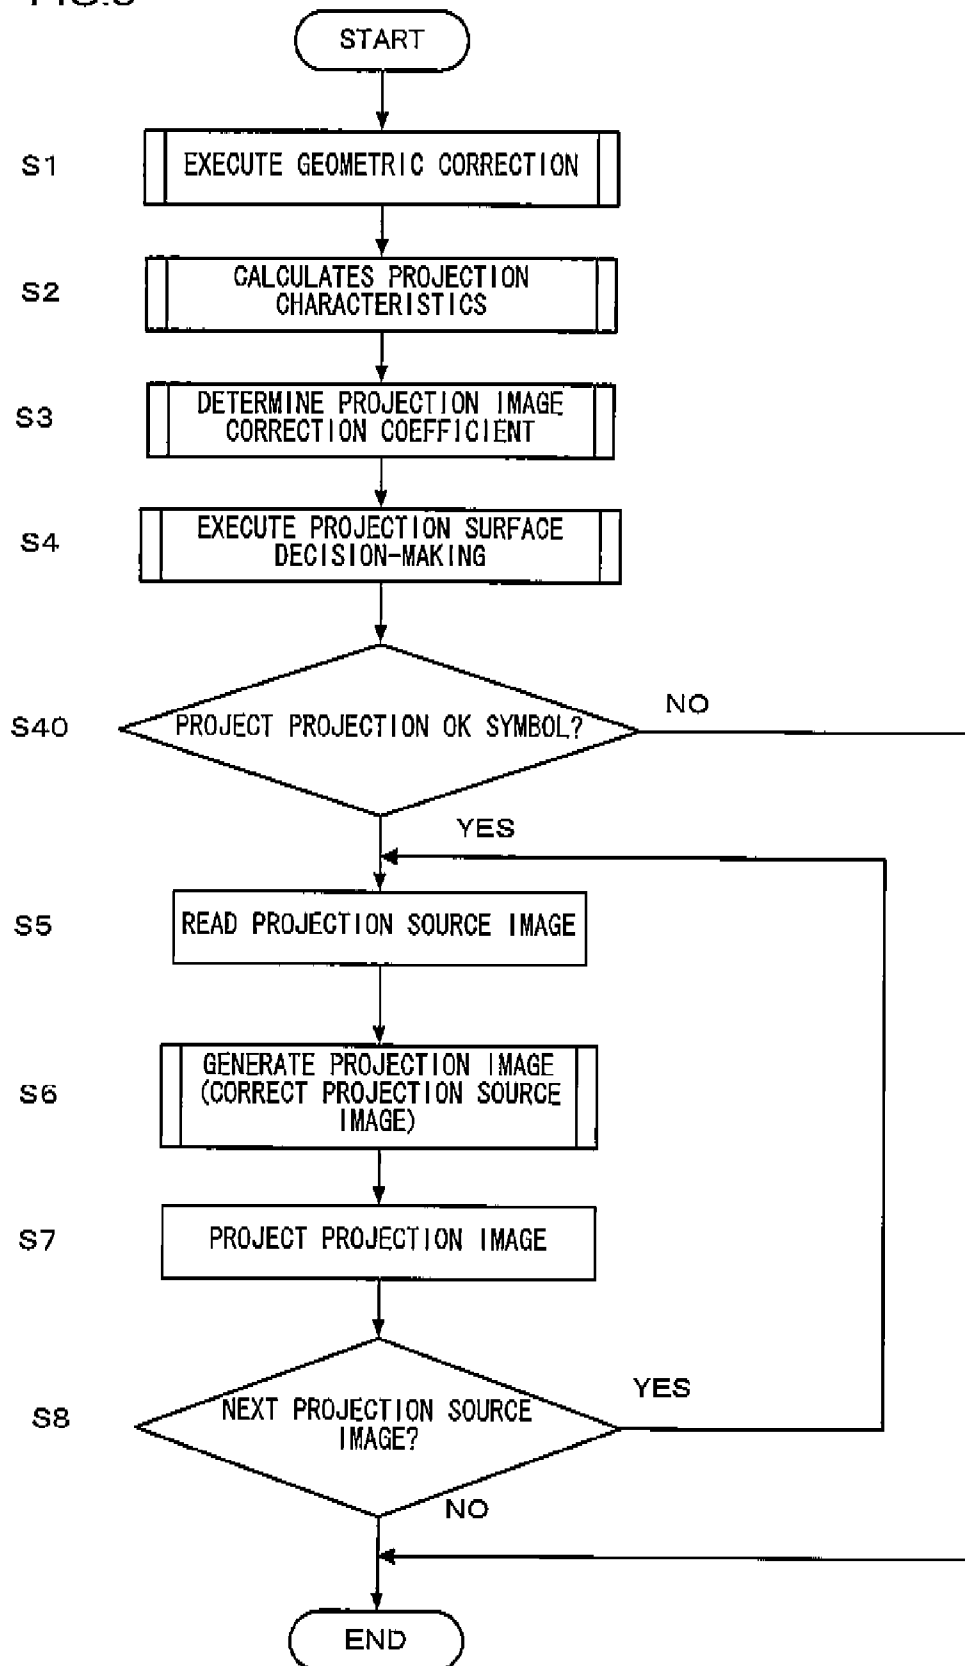 START
S1
EXECUTE GEOMETRIC CORRECTION
S2
CALCULATES PROJECTION
CHARACTERISTICS
S3
DETERMINE PROJECTION IMAGE
CORRECTION COEFFICIENT
S4
EXECUTE PROJECTION SURFACE
DECISION-MAKING
S40
PROJECT PROJECTION OK SYMBOL?
NO
YES
S5
READ PROJECTION SOURCE IMAGE
S6
GENERATE PROJECTION IMAGE
(CORRECT PROJECTION SOURCE
IMAGE)
S7
PROJECT PROJECTION IMAGE
S8
NEXT PROJECTION SOURCE
IMAGE?
YES
NO
END